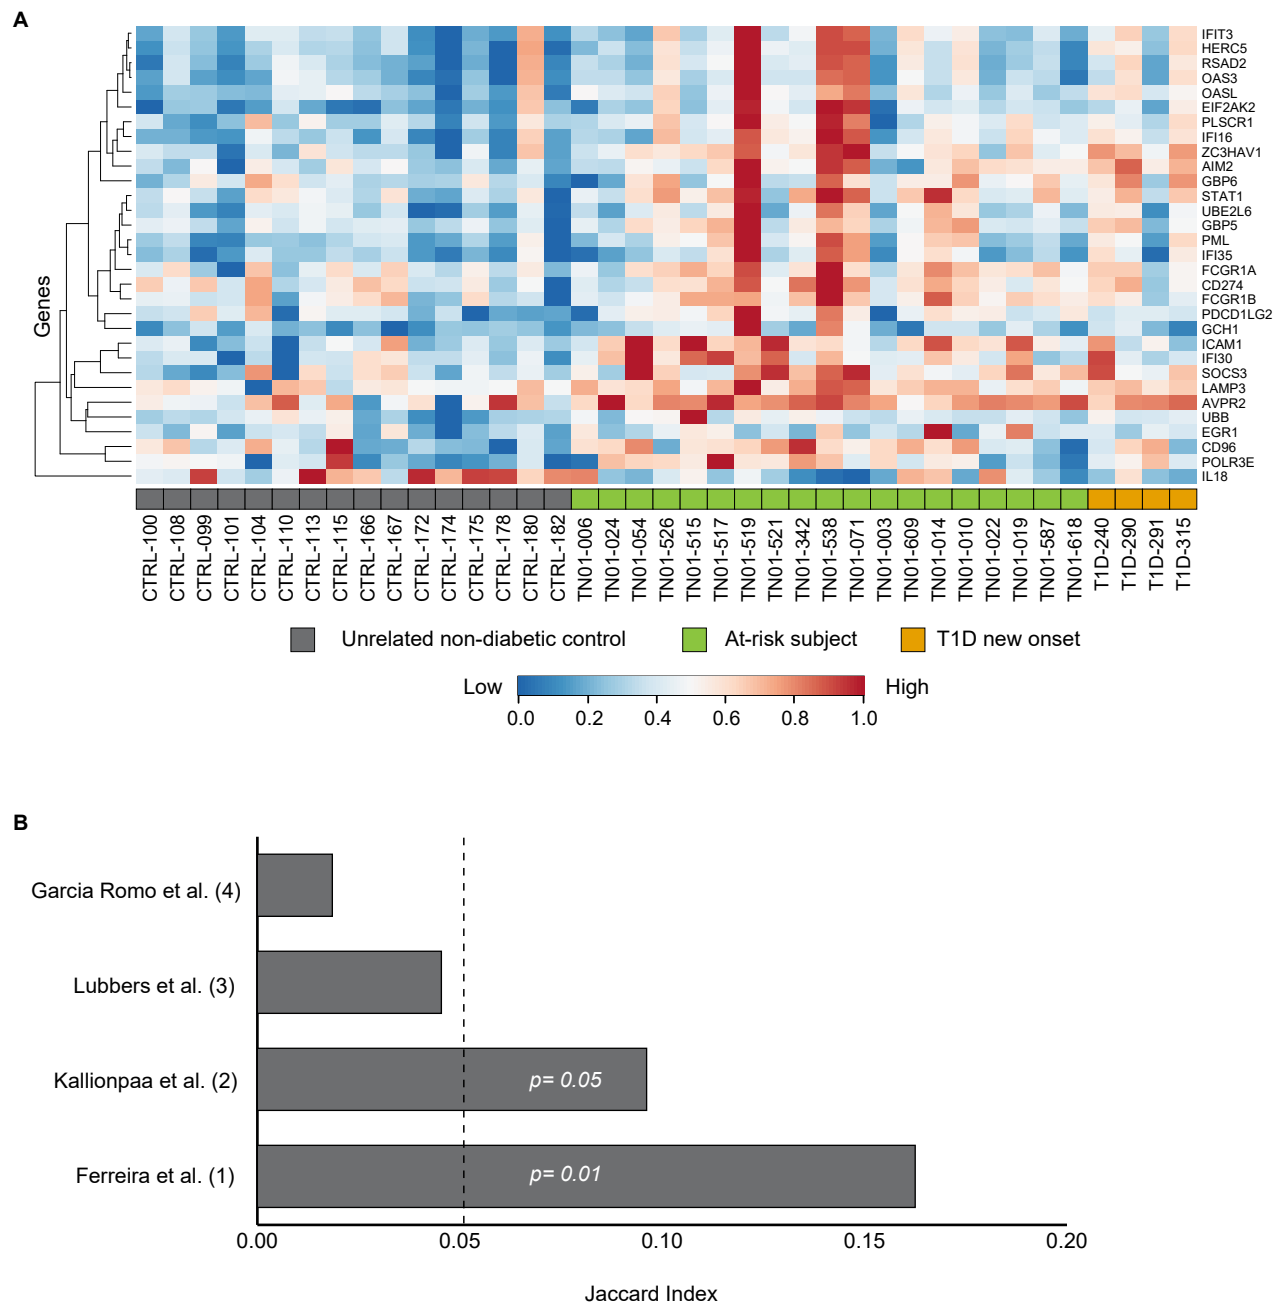 A
Genes
IFIT3
HERC5
RSAD2
OAS3
OASL
EIF2AK2
PLSCR1
IFI16
ZC3HAV1
AIM2
GBP6
STAT1
UBE2L6
GBP5
PML
IFI35
FCGR1A
CD274
FCGR1B
PDCD1LG2
GCH1
ICAM1
IFI30
SOCS3
LAMP3
AVPR2
UBB
EGR1
CD96
POLR3E
IL18
CTRL-100
CTRL-108
CTRL-099
CTRL-101
CTRL-104
CTRL-110
CTRL-113
CTRL-115
CTRL-166
CTRL-167
CTRL-172
CTRL-174
CTRL-175
CTRL-178
CTRL-180
CTRL-182
TN01-006
TN01-024
TN01-054
TN01-526
TN01-515
TN01-517
TN01-519
TN01-521
TN01-342
TN01-538
TN01-071
TN01-003
TN01-609
TN01-014
TN01-010
TN01-022
TN01-019
TN01-587
TN01-618
T1D-240
T1D-290
T1D-291
T1D-315
Unrelated non-diabetic control At-risk subject T1D new onset
Low High
0.0 0.2 0.4 0.6 0.8 1.0
B
Garcia Romo et al. (4)
Lubbers et al. (3)
Kallionpaa et al. (2) p= 0.05
Ferreira et al. (1) p= 0.01
0.00 0.05 0.10 0.15 0.20
Jaccard Index